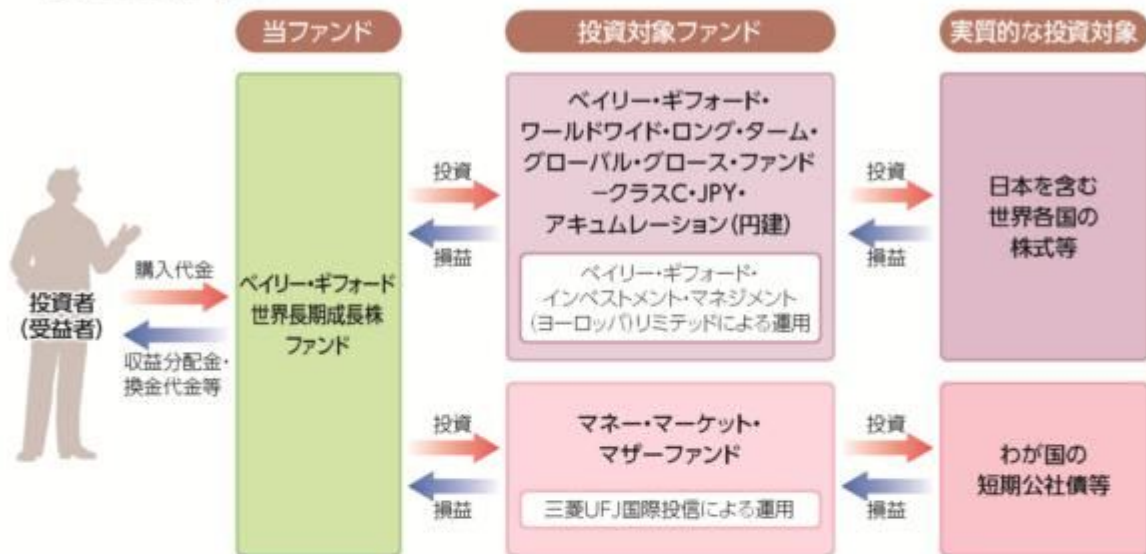 当ファンド
投資対象ファンド
実質的な投資対象
投資者
(受益者)
購入代金
収益分配金・
換金代金等
ベイリー・ギフォード
世界長期成長株
ファンド
投資
損益
ベイリー・ギフォード・
ワールドワイド・ロング・ターム・
グローバル・グロース・ファンド
－クラスC・JPY・
アキュムレーション(円建)
ベイリー・ギフォード・
インベストメント・マネジメント
(ヨーロッパ)リミテッドによる運用
投資
損益
日本を含む
世界各国の
株式等
投資
損益
マネー・マーケット・
マザーファンド
三菱UFJ国際投信による運用
投資
損益
わが国の
短期公社債等